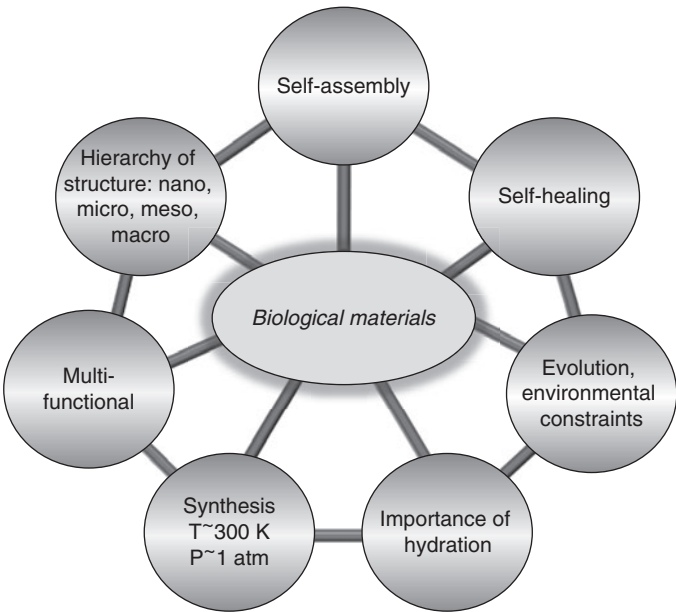 Self-assembly
Hierarchy of
structure: nano,
micro, meso,
macro
Self-healing
Biological materials
Multi-
functional
Evolution,
environmental
constraints
Synthesis
T~300 K
P~1 atm
Importance of
hydration